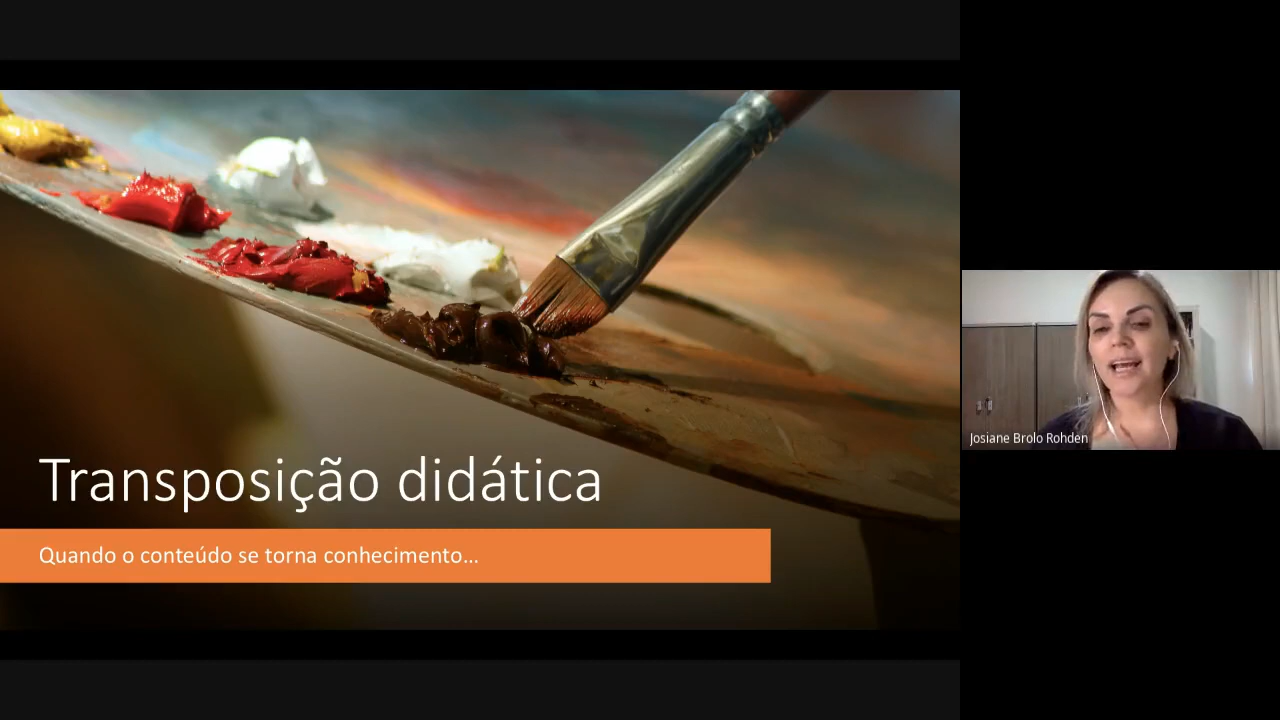 Transposição didática
Quando o conteúdo se torna conhecimento...
Josiane Brolo Rohden